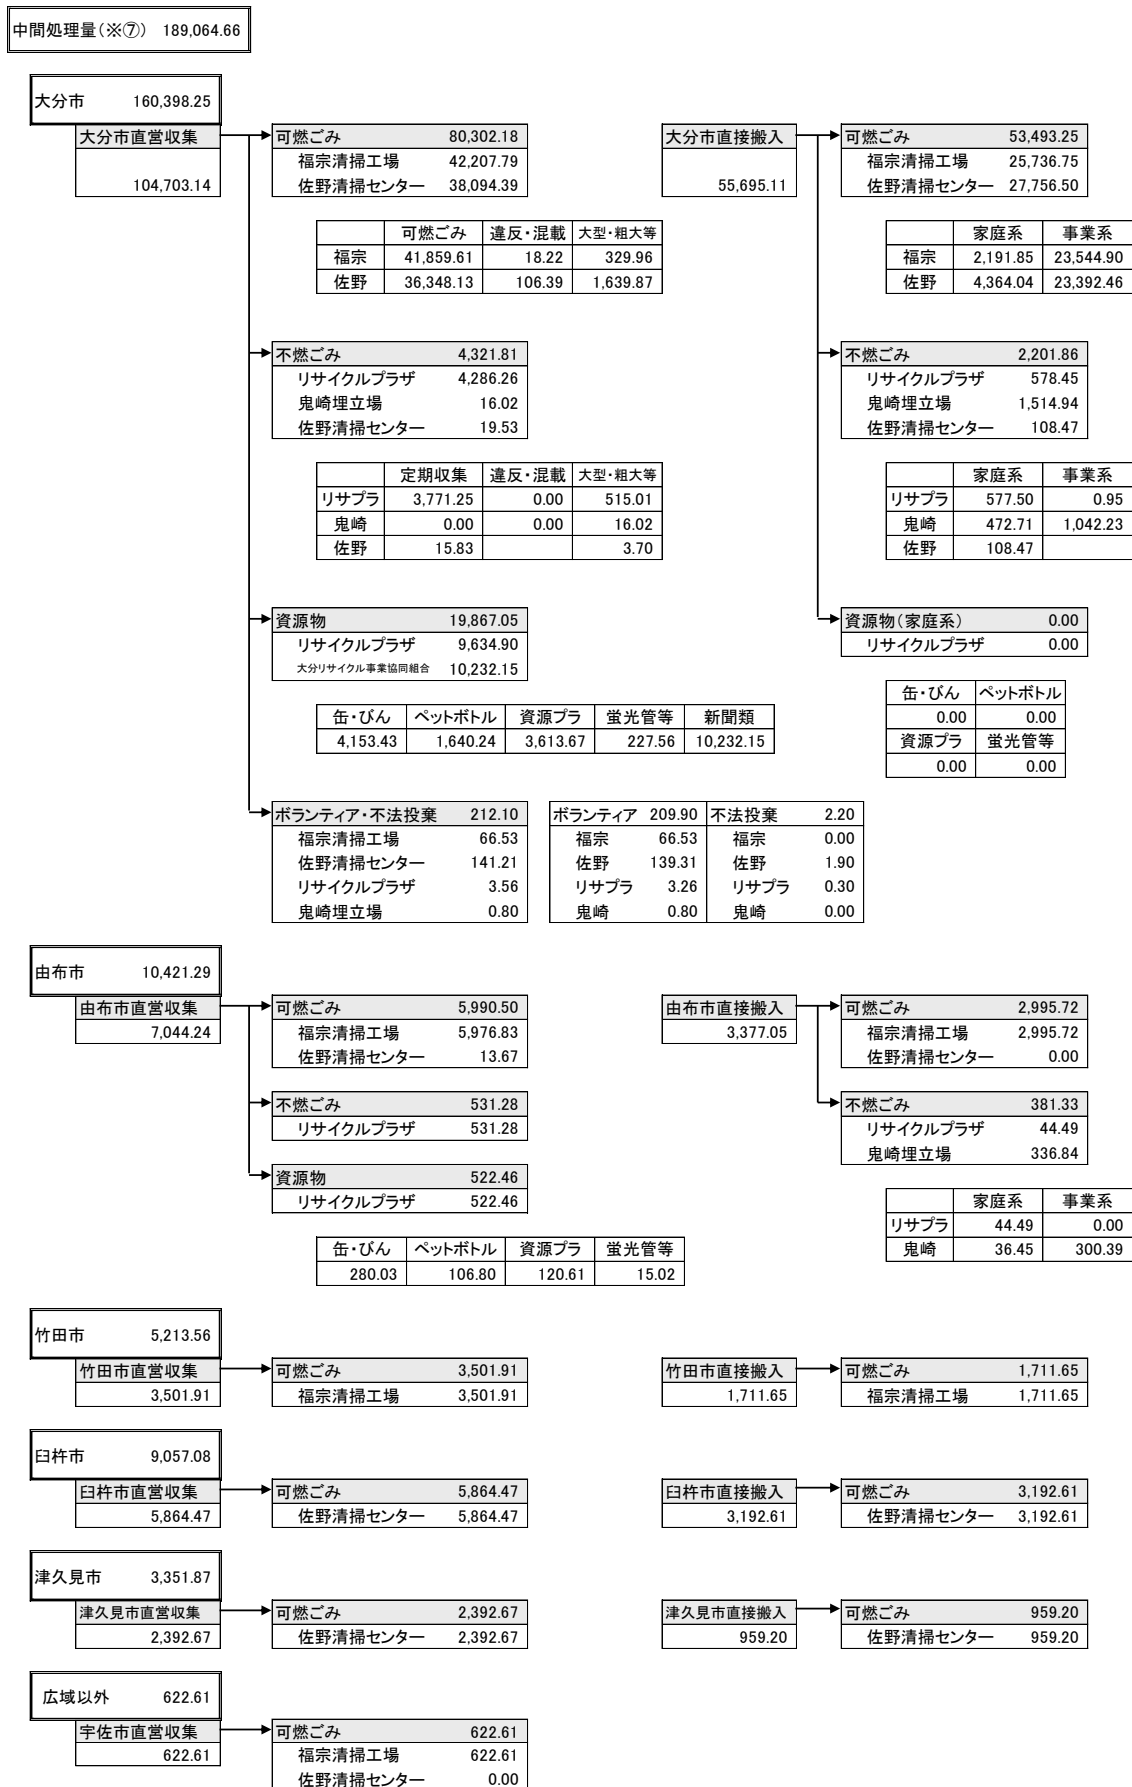 中間処理量(※⑦) 189,064.66
大分市 160,398.25
大分市直営収集 可燃ごみ 80,302.18 大分市直接搬入 可燃ごみ 53,493.25
福宗清掃工場 42,207.79 福宗清掃工場 25,736.75
104,703.14 佐野清掃センター 38,094.39 55,695.11 佐野清掃センター 27,756.50
可燃ごみ 違反・混載 大型・粗大等 家庭系 事業系
福宗 41,859.61 18.22 329.96 福宗 2,191.85 23,544.90
佐野 36,348.13 106.39 1,639.87 佐野 4,364.04 23,392.46
不燃ごみ 4,321.81 不燃ごみ 2,201.86
リサイクルプラザ 4,286.26 リサイクルプラザ 578.45
鬼崎埋立場 16.02 鬼崎埋立場 1,514.94
佐野清掃センター 19.53 佐野清掃センター 108.47
定期収集 違反・混載 大型・粗大等 家庭系 事業系
リサプラ 3,771.25 0.00 515.01 リサプラ 577.50 0.95
鬼崎 0.00 0.00 16.02 鬼崎 472.71 1,042.23
佐野 15.83 3.70 佐野 108.47
資源物 19,867.05 資源物(家庭系) 0.00
リサイクルプラザ 9,634.90 リサイクルプラザ 0.00
大分リサイクル事業協同組合 10,232.15
缶・びん ペットボトル
缶・びん ペットボトル 資源プラ 蛍光管等 新聞類 0.00 0.00
4,153.43 1,640.24 3,613.67 227.56 10,232.15 資源プラ 蛍光管等
0.00 0.00
ボランティア・不法投棄 212.10 ボランティア 209.90 不法投棄 2.20
福宗清掃工場 66.53 福宗 66.53 福宗 0.00
佐野清掃センター 141.21 佐野 139.31 佐野 1.90
リサイクルプラザ 3.56 リサプラ 3.26 リサプラ 0.30
鬼崎埋立場 0.80 鬼崎 0.80 鬼崎 0.00
由布市 10,421.29
由布市直営収集 可燃ごみ 5,990.50 由布市直接搬入 可燃ごみ 2,995.72
7,044.24 福宗清掃工場 5,976.83 3,377.05 福宗清掃工場 2,995.72
佐野清掃センター 13.67 佐野清掃センター 0.00
不燃ごみ 531.28 不燃ごみ 381.33
リサイクルプラザ 531.28 リサイクルプラザ 44.49
鬼崎埋立場 336.84
資源物 522.46
リサイクルプラザ 522.46 家庭系 事業系
リサプラ 44.49 0.00
缶・びん ペットボトル 資源プラ 蛍光管等 鬼崎 36.45 300.39
280.03 106.80 120.61 15.02
竹田市 5,213.56
竹田市直営収集 可燃ごみ 3,501.91 竹田市直接搬入 可燃ごみ 1,711.65
3,501.91 福宗清掃工場 3,501.91 1,711.65 福宗清掃工場 1,711.65
臼杵市 9,057.08
臼杵市直営収集 可燃ごみ 5,864.47 臼杵市直接搬入 可燃ごみ 3,192.61
5,864.47 佐野清掃センター 5,864.47 3,192.61 佐野清掃センター 3,192.61
津久見市 3,351.87
津久見市直営収集 可燃ごみ 2,392.67 津久見市直接搬入 可燃ごみ 959.20
2,392.67 佐野清掃センター 2,392.67 959.20 佐野清掃センター 959.20
広域以外 622.61
宇佐市直営収集 可燃ごみ 622.61
622.61 福宗清掃工場 622.61
佐野清掃センター 0.00